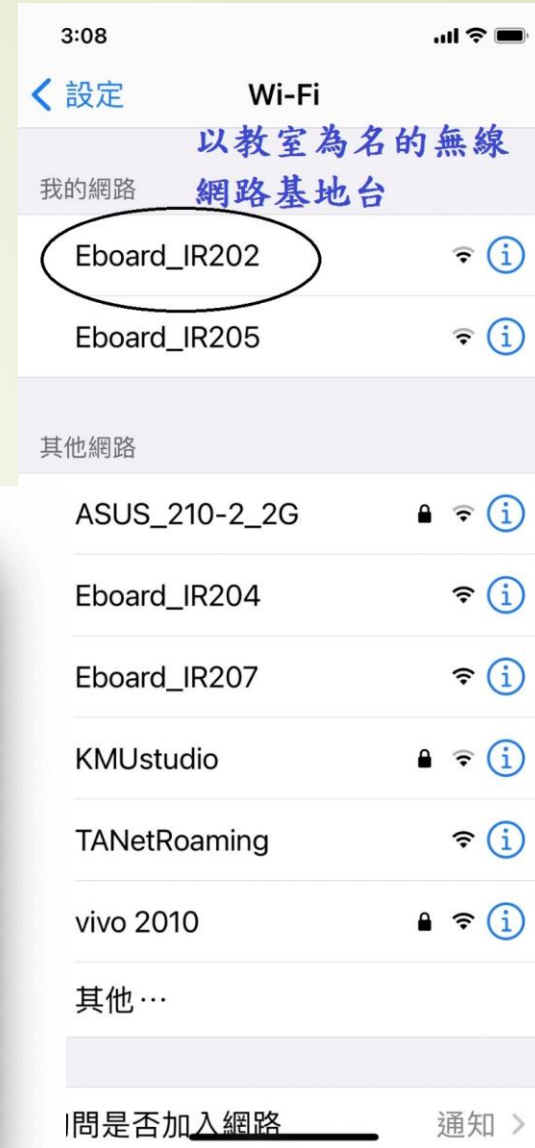 3:08
設定 Wi-Fi
以教室為名的無線
我的網路 網路基地台
Eboard_IR202
Eboard_IR205
其他網路
ASUS_210-2_2G
Eboard_IR204
Eboard_IR207
KMUstudio
TANetRoaming
vivo 2010
其他…
問是否加入網路 通知